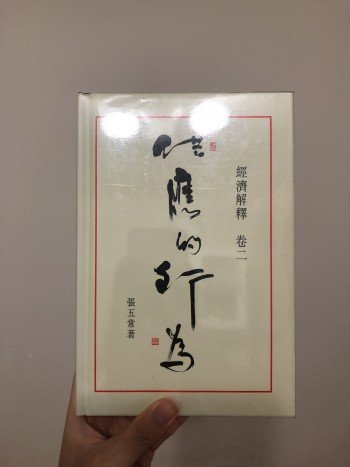 經濟解釋 卷二
供應的行為
張五常著